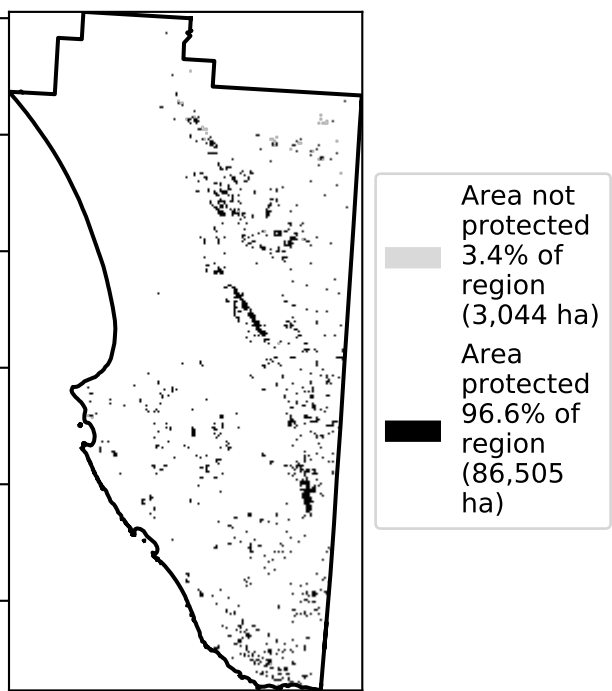 Area not
protected
3.4% of
region
(3,044 ha)
Area
protected
96.6% of
region
(86,505
ha)